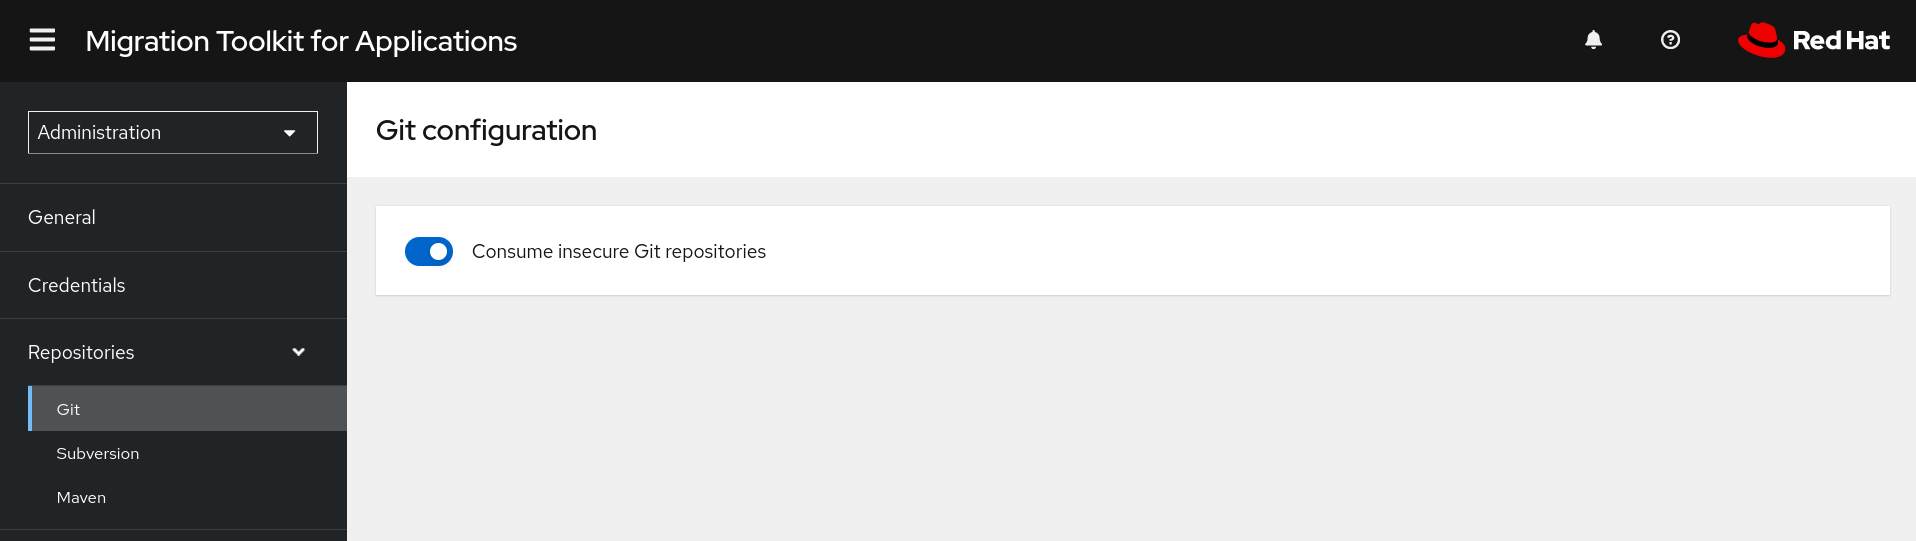 Migration Toolkit for Applications
Red Hat
Administration
General
Credentials
Repositories
Git
Subversion
Maven
Git configuration
Consume insecure Git repositories